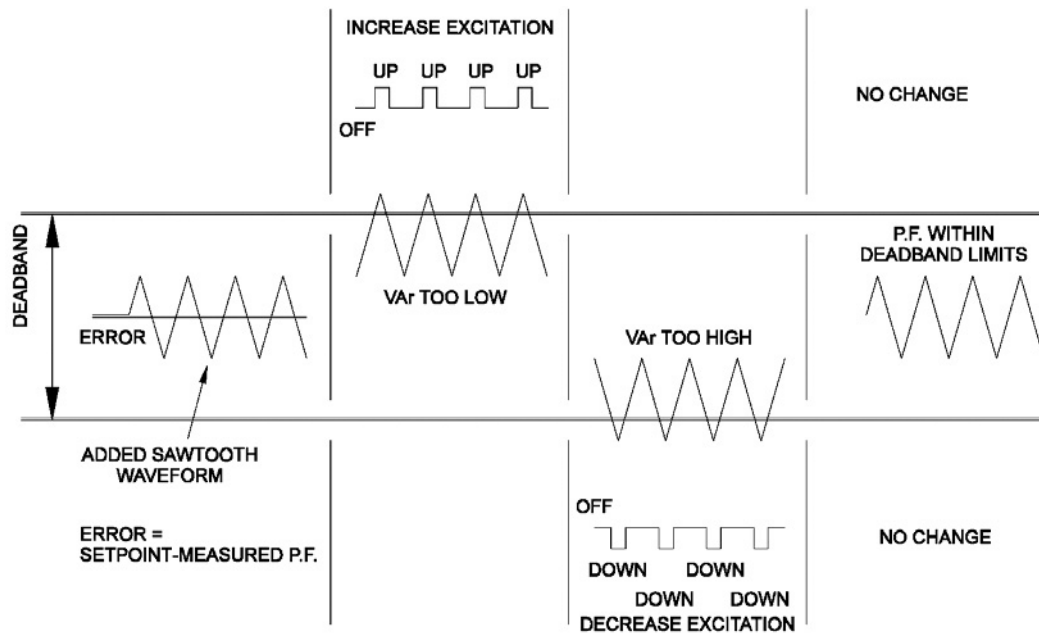 INCREASE EXCITATION
UP UP UP UP
OFF
NO CHANGE
DEADBAND
P.F. WITHIN
DEADBAND LIMITS
ERROR
VAr TOO LOW
VAr TOO HIGH
ADDED SAWTOOTH
WAVEFORM
ERROR =
SETPOINT-MEASURED P.F.
OFF
NO CHANGE
DOWN DOWN
DOWN DOWN
DECREASE EXCITATION